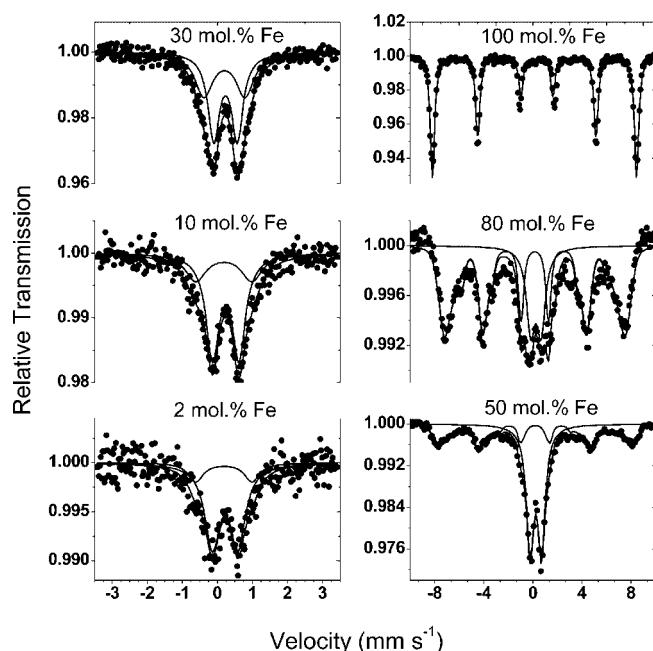 30 mol.% Fe
1.00
0.98
0.96
10 mol.% Fe
1.00
0.99
0.98
2 mol.% Fe
1.000
0.995
0.990
-3 -2 -1 0 1 2 3
100 mol.% Fe
1.02
1.00
0.98
0.96
0.94
80 mol.% Fe
1.000
0.996
0.992
50 mol.% Fe
1.000
0.992
0.984
0.976
-8 -4 0 4 8
Relative Transmission
Velocity (mm s⁻¹)